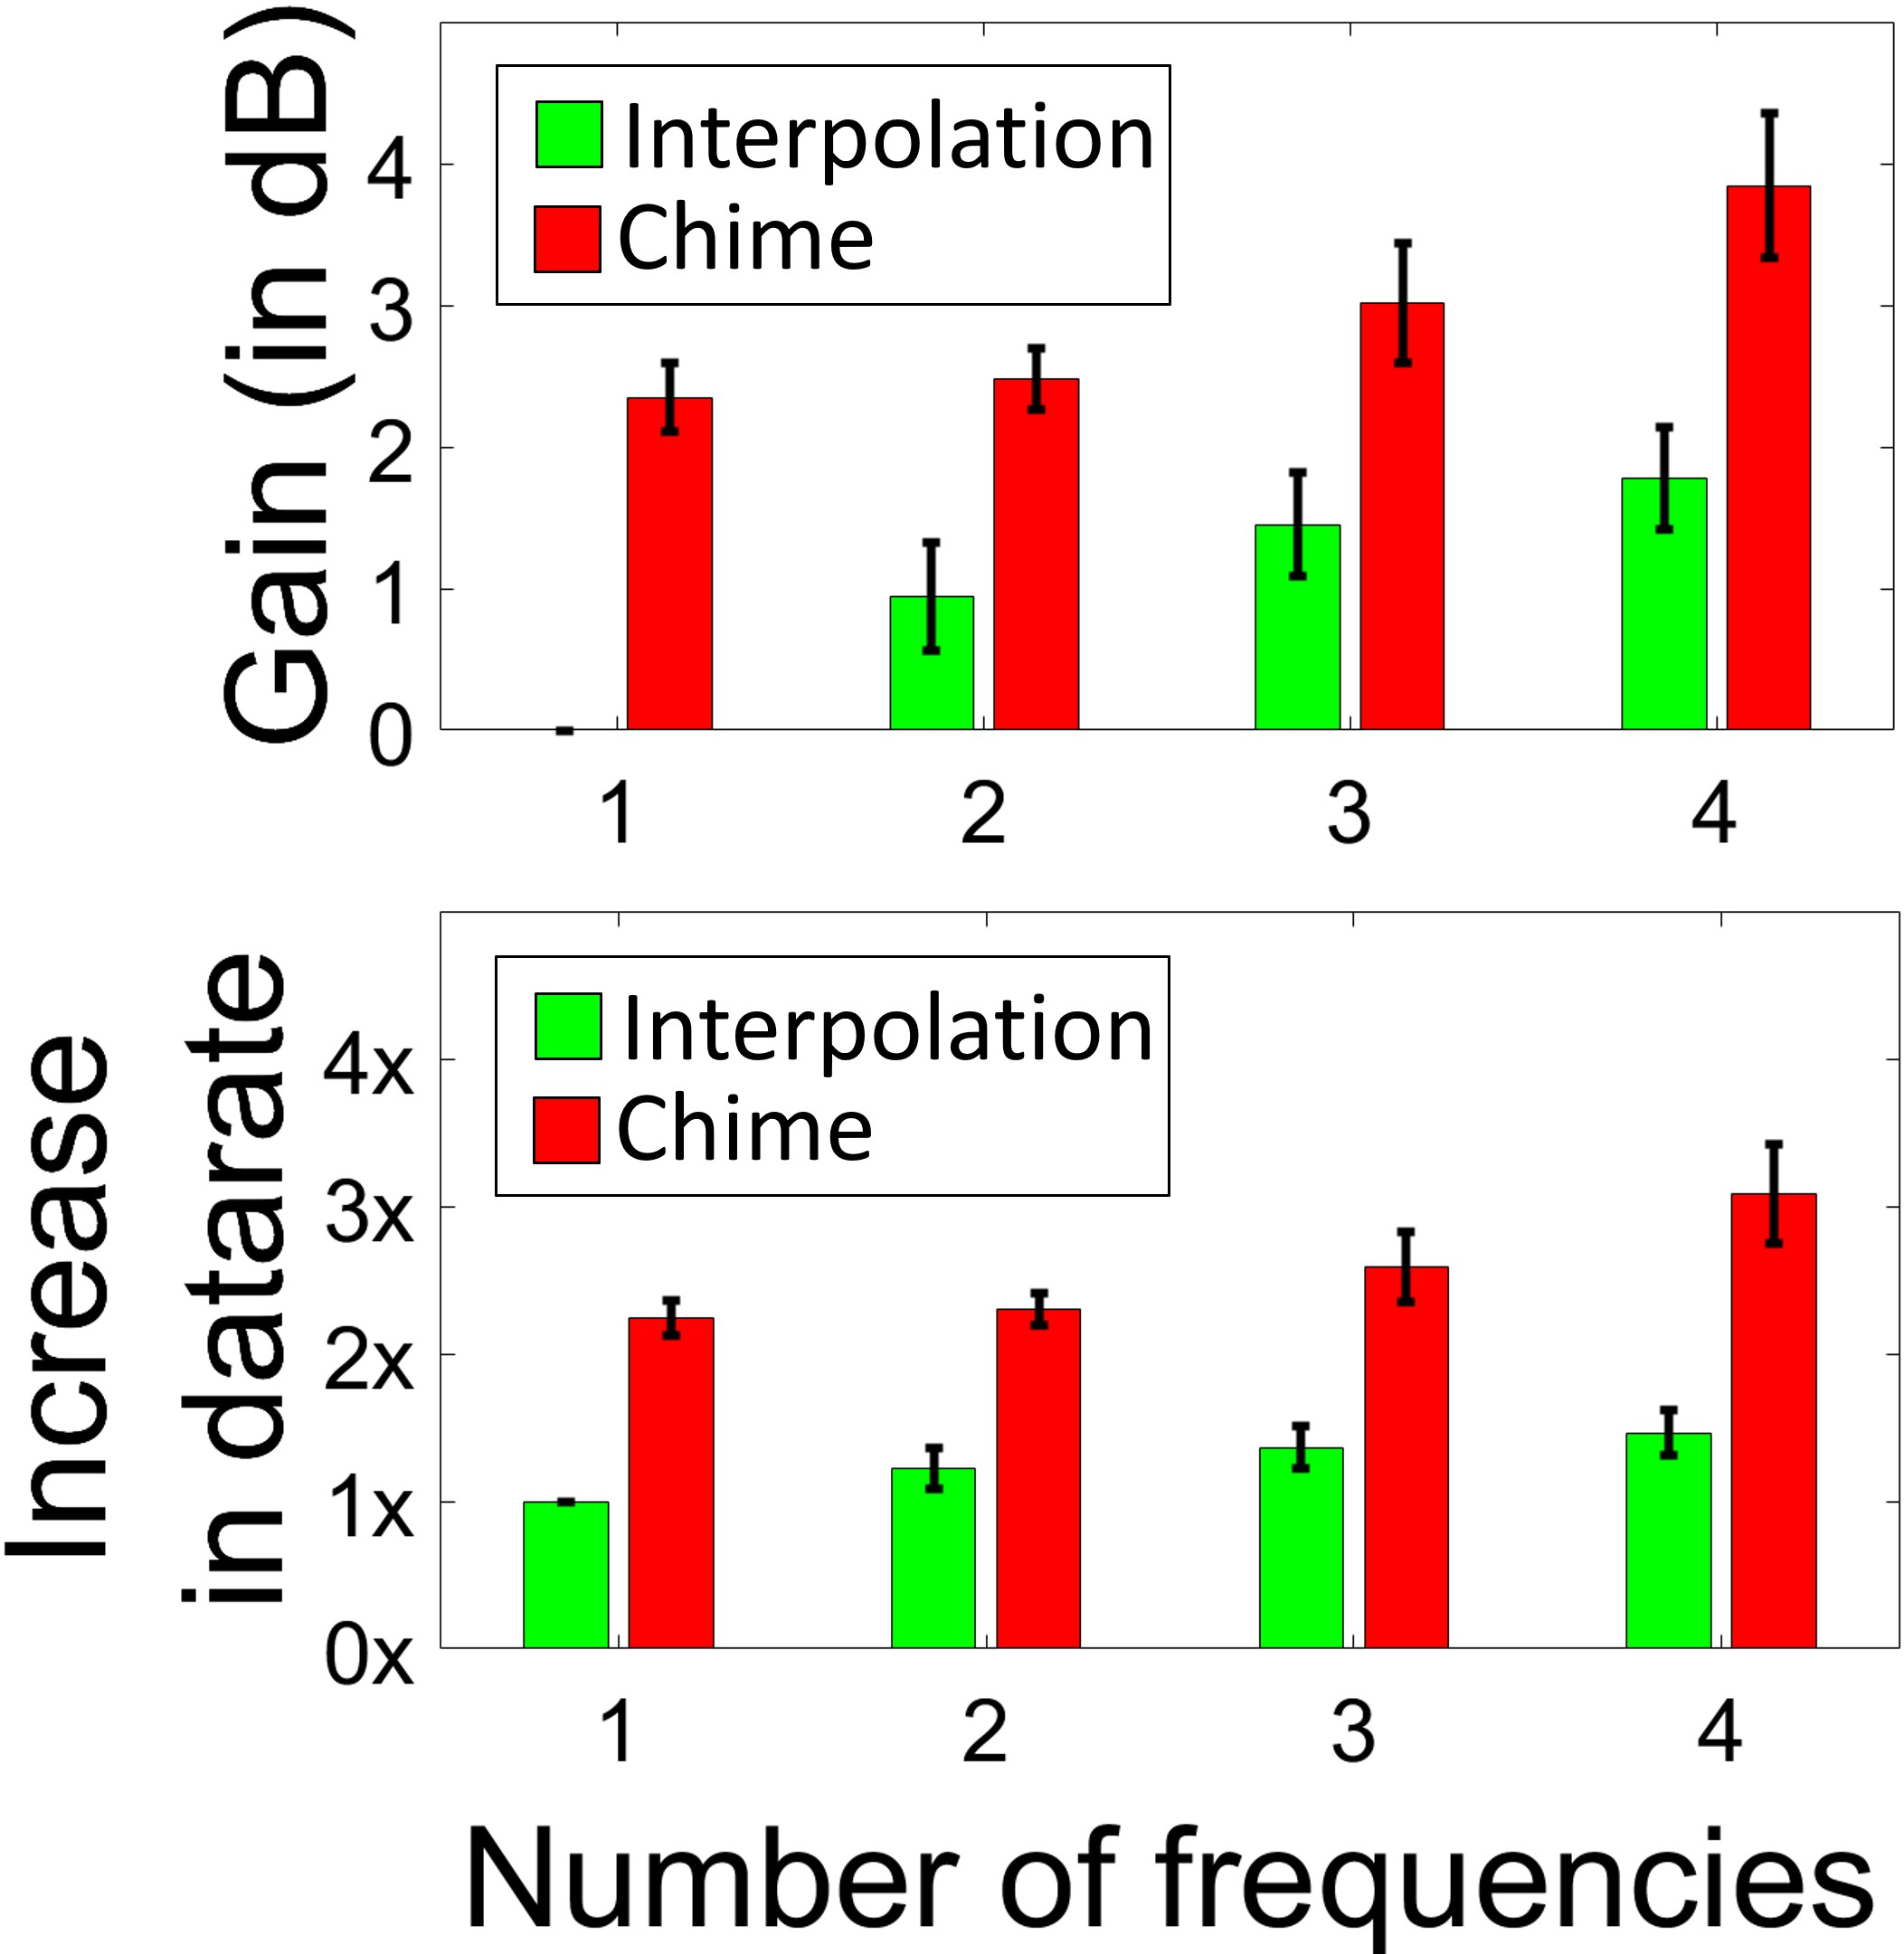 Gain (in dB)
4
3
2
1
0
Interpolation
Chime
1 2 3 4
Increase
in datarate
4x
3x
2x
1x
0x
Interpolation
Chime
1 2 3 4
Number of frequencies